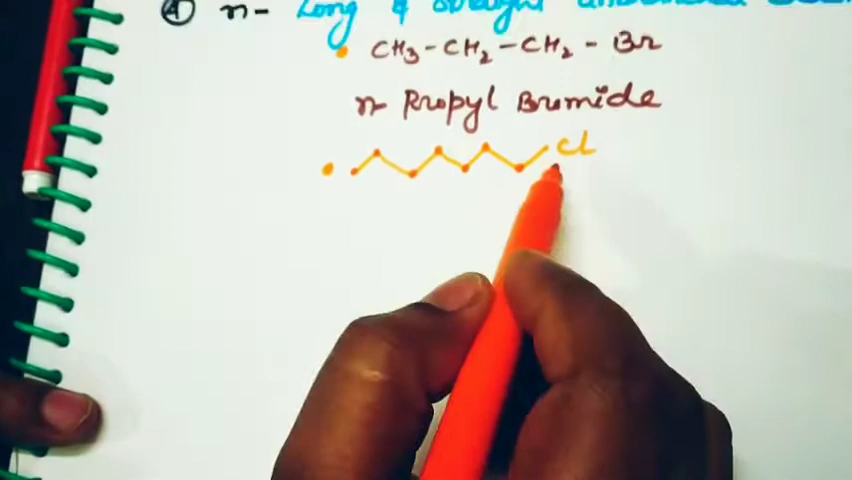 ④ n- Long & straight
CH3-CH2-CH2-Br
n Propyl Bromide
Cl